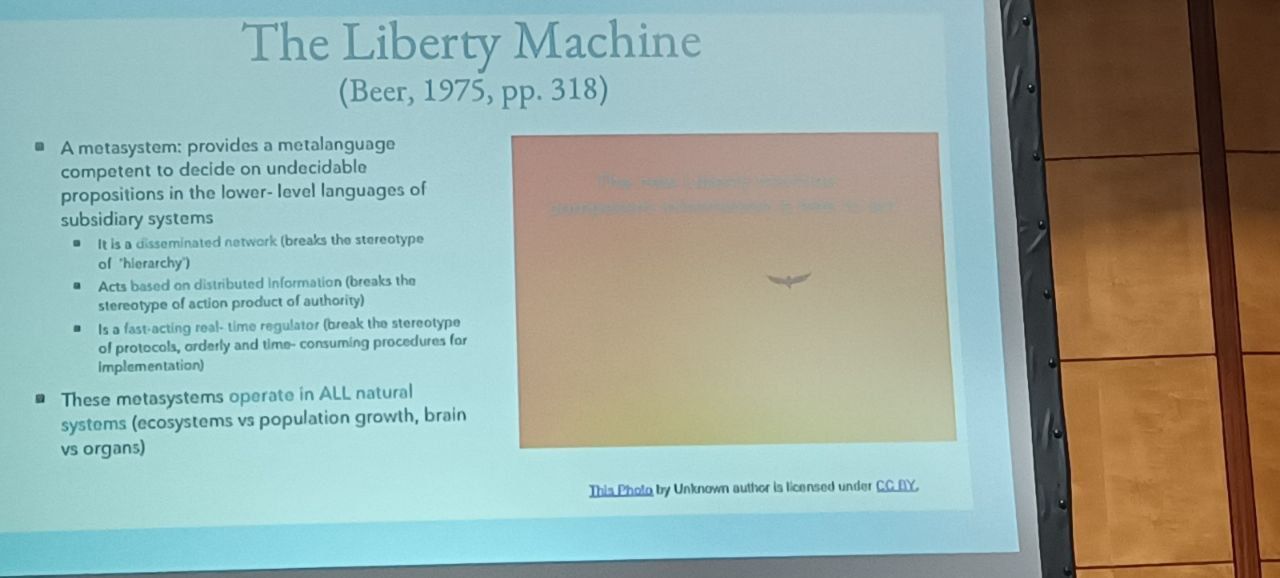 The Liberty Machine
(Beer, 1975, pp. 318)
A metasystem: provides a metalanguage
competent to decide on undecidable
propositions in the lower- level languages of
subsidiary systems
It is a disseminated network (breaks the stereotype
of 'hierarchy')
Acts based on distributed information (breaks the
stereotype of action product of authority)
Is a fast-acting real- time regulator (break the stereotype
of protocols, orderly and time- consuming procedures for
implementation)
These metasystems operate in ALL natural
systems (ecosystems vs population growth, brain
vs organs)
This Photo by Unknown author is licensed under CC BY.